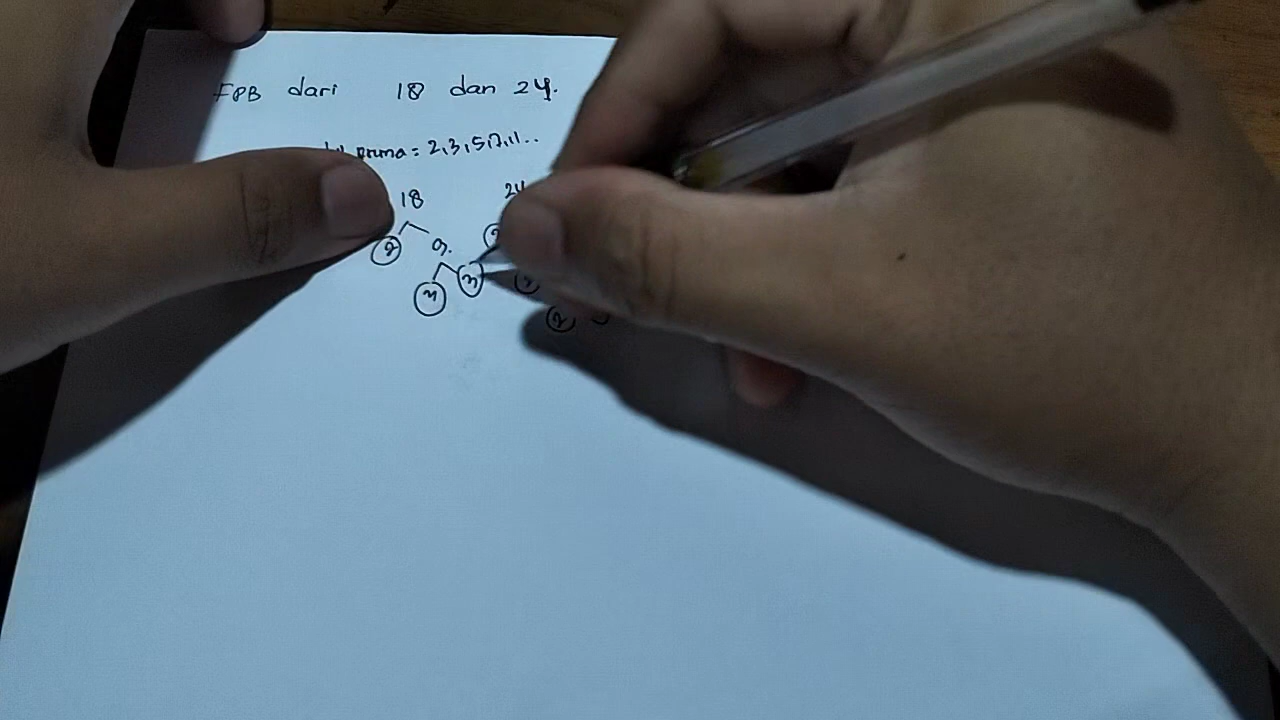 FPB dari 18 dan 24.
prima = 2,3,5,7,11..
18 24
2 9.
3 3
2